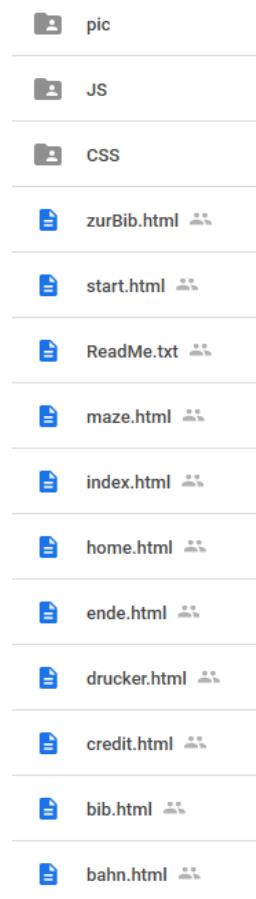 pic
JS
CSS
zurBib.html
start.html
ReadMe.txt
maze.html
index.html
home.html
ende.html
drucker.html
credit.html
bib.html
bahn.html